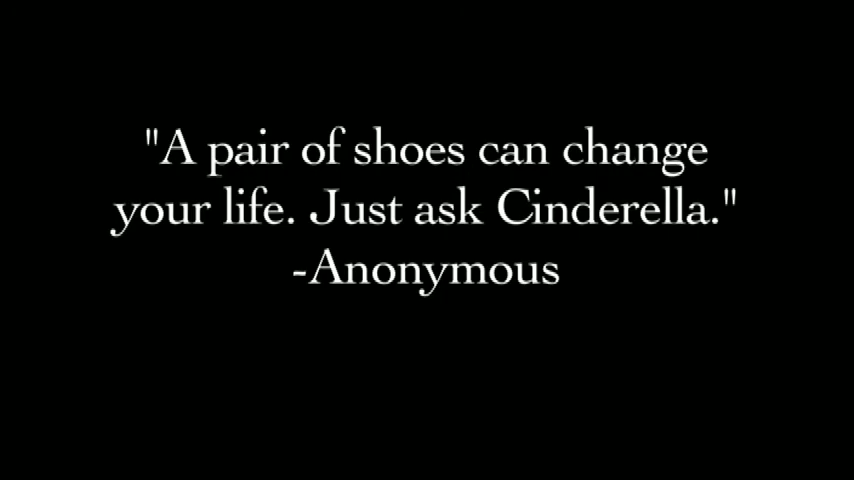 "A pair of shoes can change
your life. Just ask Cinderella."
-Anonymous